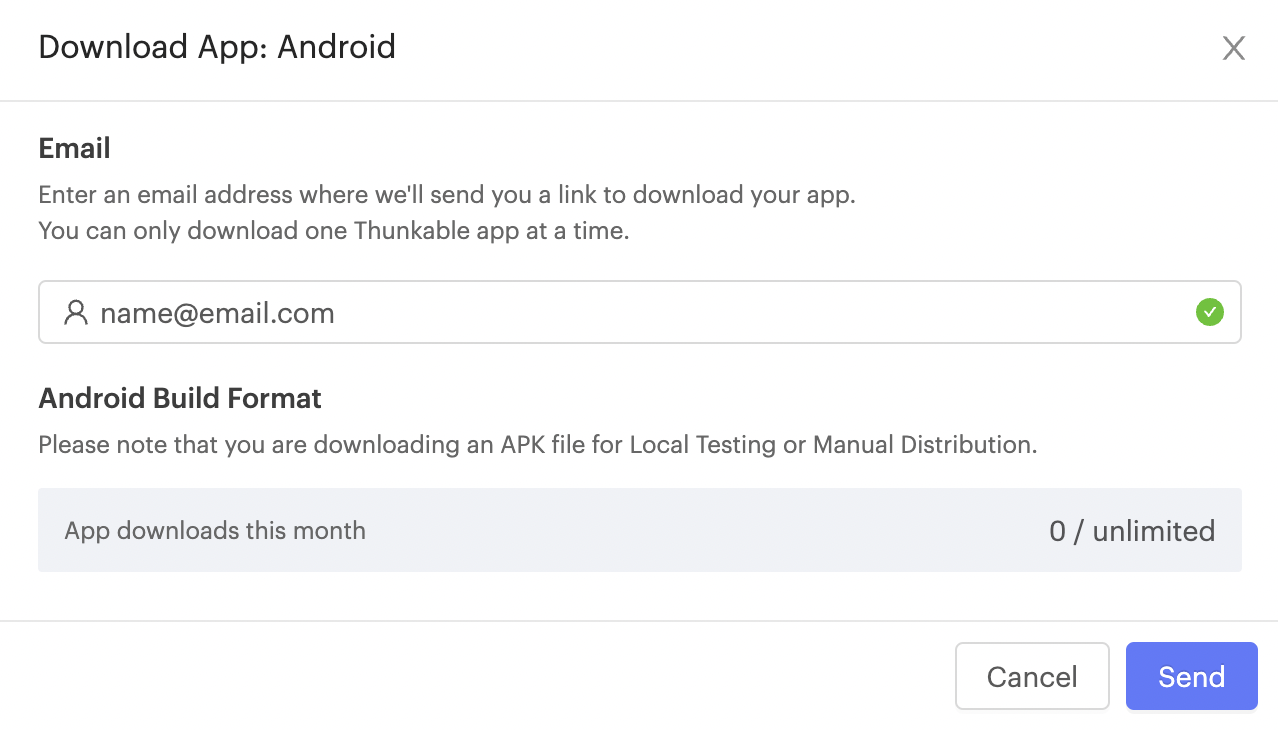 Download App: Android
Email
Enter an email address where we'll send you a link to download your app.
You can only download one Thunkable app at a time.
name@email.com
Android Build Format
Please note that you are downloading an APK file for Local Testing or Manual Distribution.
App downloads this month
0 / unlimited
Cancel
Send